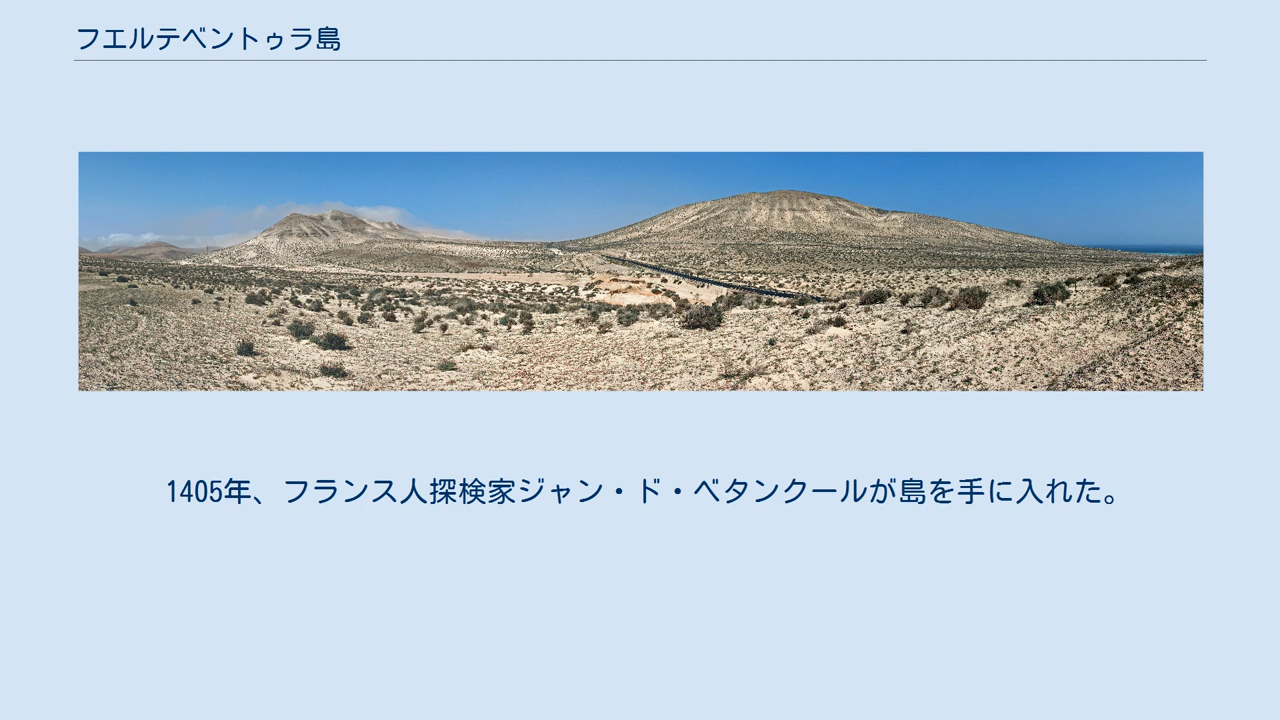 フエルテベントゥラ島
1405年、フランス人探検家ジャン・ド・ベタンクールが島を手に入れた。